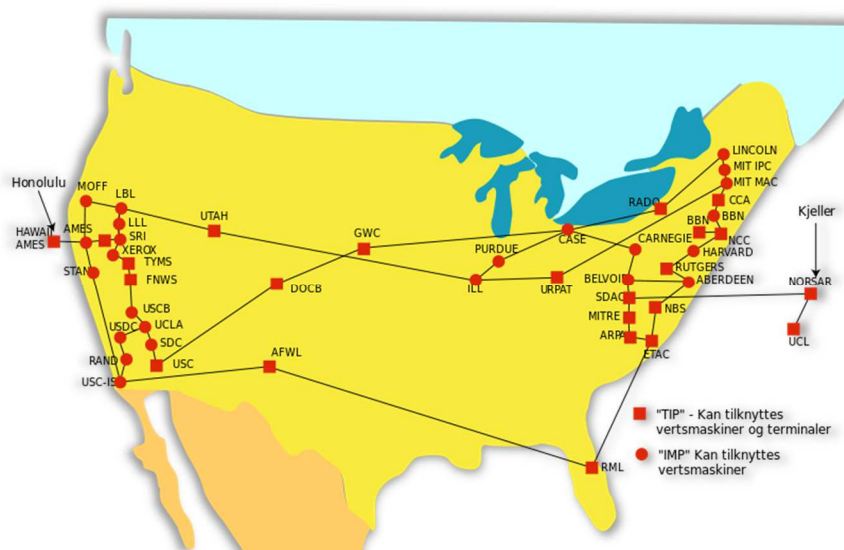 LINCOLN
MIT IPC
MIT MAC
Honolulu
MOFF
LBL
RADC
CCA
BBN
BBN
Kjeller
LLL
UTAH
HAWAII
AMES
AMES
SRI
GWC
CASE
CARNEGIE
NCC
XEROX
PURDUE
HARVARD
TYMS
STAN
RUTGERS
FNWS
DOCB
ILL
URPAT
BELVOIR
ABERDEEN
NORSAR
SDAC
USCB
MITRE
NBS
USDC
UCLA
ARPA
UCL
SDC
RAND
USC
AFWL
ETAC
USC-IS
"TIP" - Kan tilknyttes
vertsmaskiner og terminaler
"IMP" Kan tilknyttes
vertsmaskiner
RML